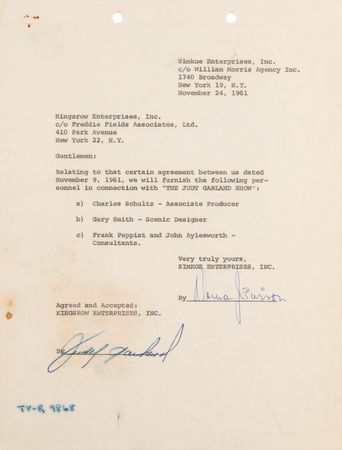 Simkoe Enterprises, Inc.
c/o William Morris Agency Inc.
1740 Broadway
New York 19, N.Y.
November 24, 1961
Kingsrow Enterprises, Inc.
c/o Freddie Fields Associates, Ltd.
410 Park Avenue
New York 22, N.Y.
Gentlemen:
Relating to that certain agreement between us dated
November 9, 1961, we will furnish the following per-
sonnel in connection with "THE JUDY GARLAND SHOW":
a) Charles Schultz - Associate Producer
b) Gary Smith - Scenic Designer
c) Frank Peppiat and John Aylesworth -
Consultants.
Very truly yours,
SIMKOE ENTERPRISES, INC.
By
Agreed and Accepted:
KINGSROW ENTERPRISES, INC.
By Judy Garland
TV-R 9868